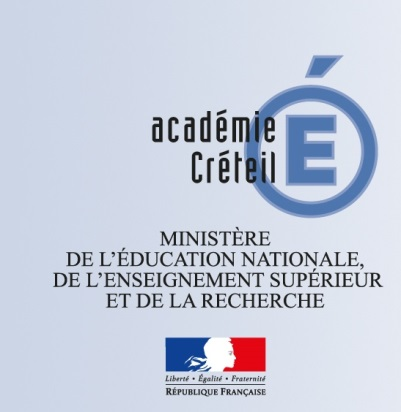 académie
Créteil
É
MINISTÈRE
DE L'ÉDUCATION NATIONALE,
DE L'ENSEIGNEMENT SUPÉRIEUR
ET DE LA RECHERCHE
Liberté • Égalité • Fraternité
RÉPUBLIQUE FRANÇAISE